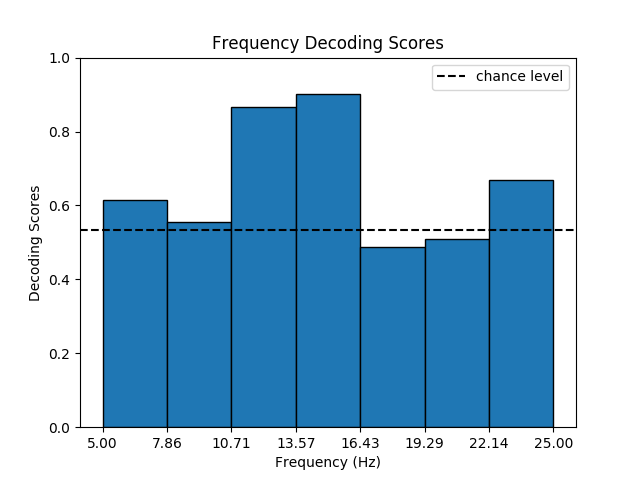 Frequency Decoding Scores
chance level
1.0
0.8
0.6
0.4
0.2
0.0
Decoding Scores
5.00 7.86 10.71 13.57 16.43 19.29 22.14 25.00
Frequency (Hz)